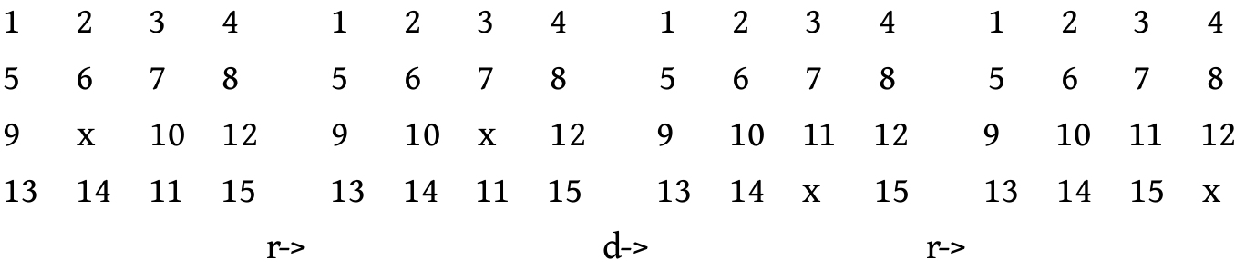 1 2 3 4 1 2 3 4 1 2 3 4 1 2 3 4
5 6 7 8 5 6 7 8 5 6 7 8 5 6 7 8
9 x 10 12 9 10 x 12 9 10 11 12 9 10 11 12
13 14 11 15 13 14 11 15 13 14 x 15 13 14 15 x
r-> d-> r->